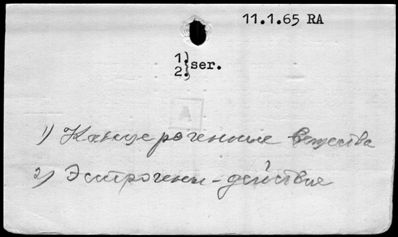 11.1.65 RA
1.
2.} ser.
A
1) Канцерогенные вещества
2) Эстрогены - действие